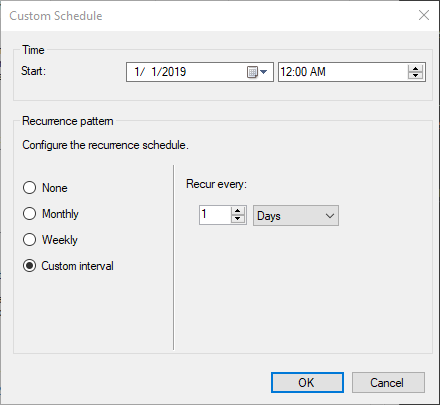 Custom Schedule
Time
Start: 1/ 1/2019 12:00 AM
Recurrence pattern
Configure the recurrence schedule.
None
Monthly
Weekly
Custom interval
Recur every:
1 Days
OK Cancel